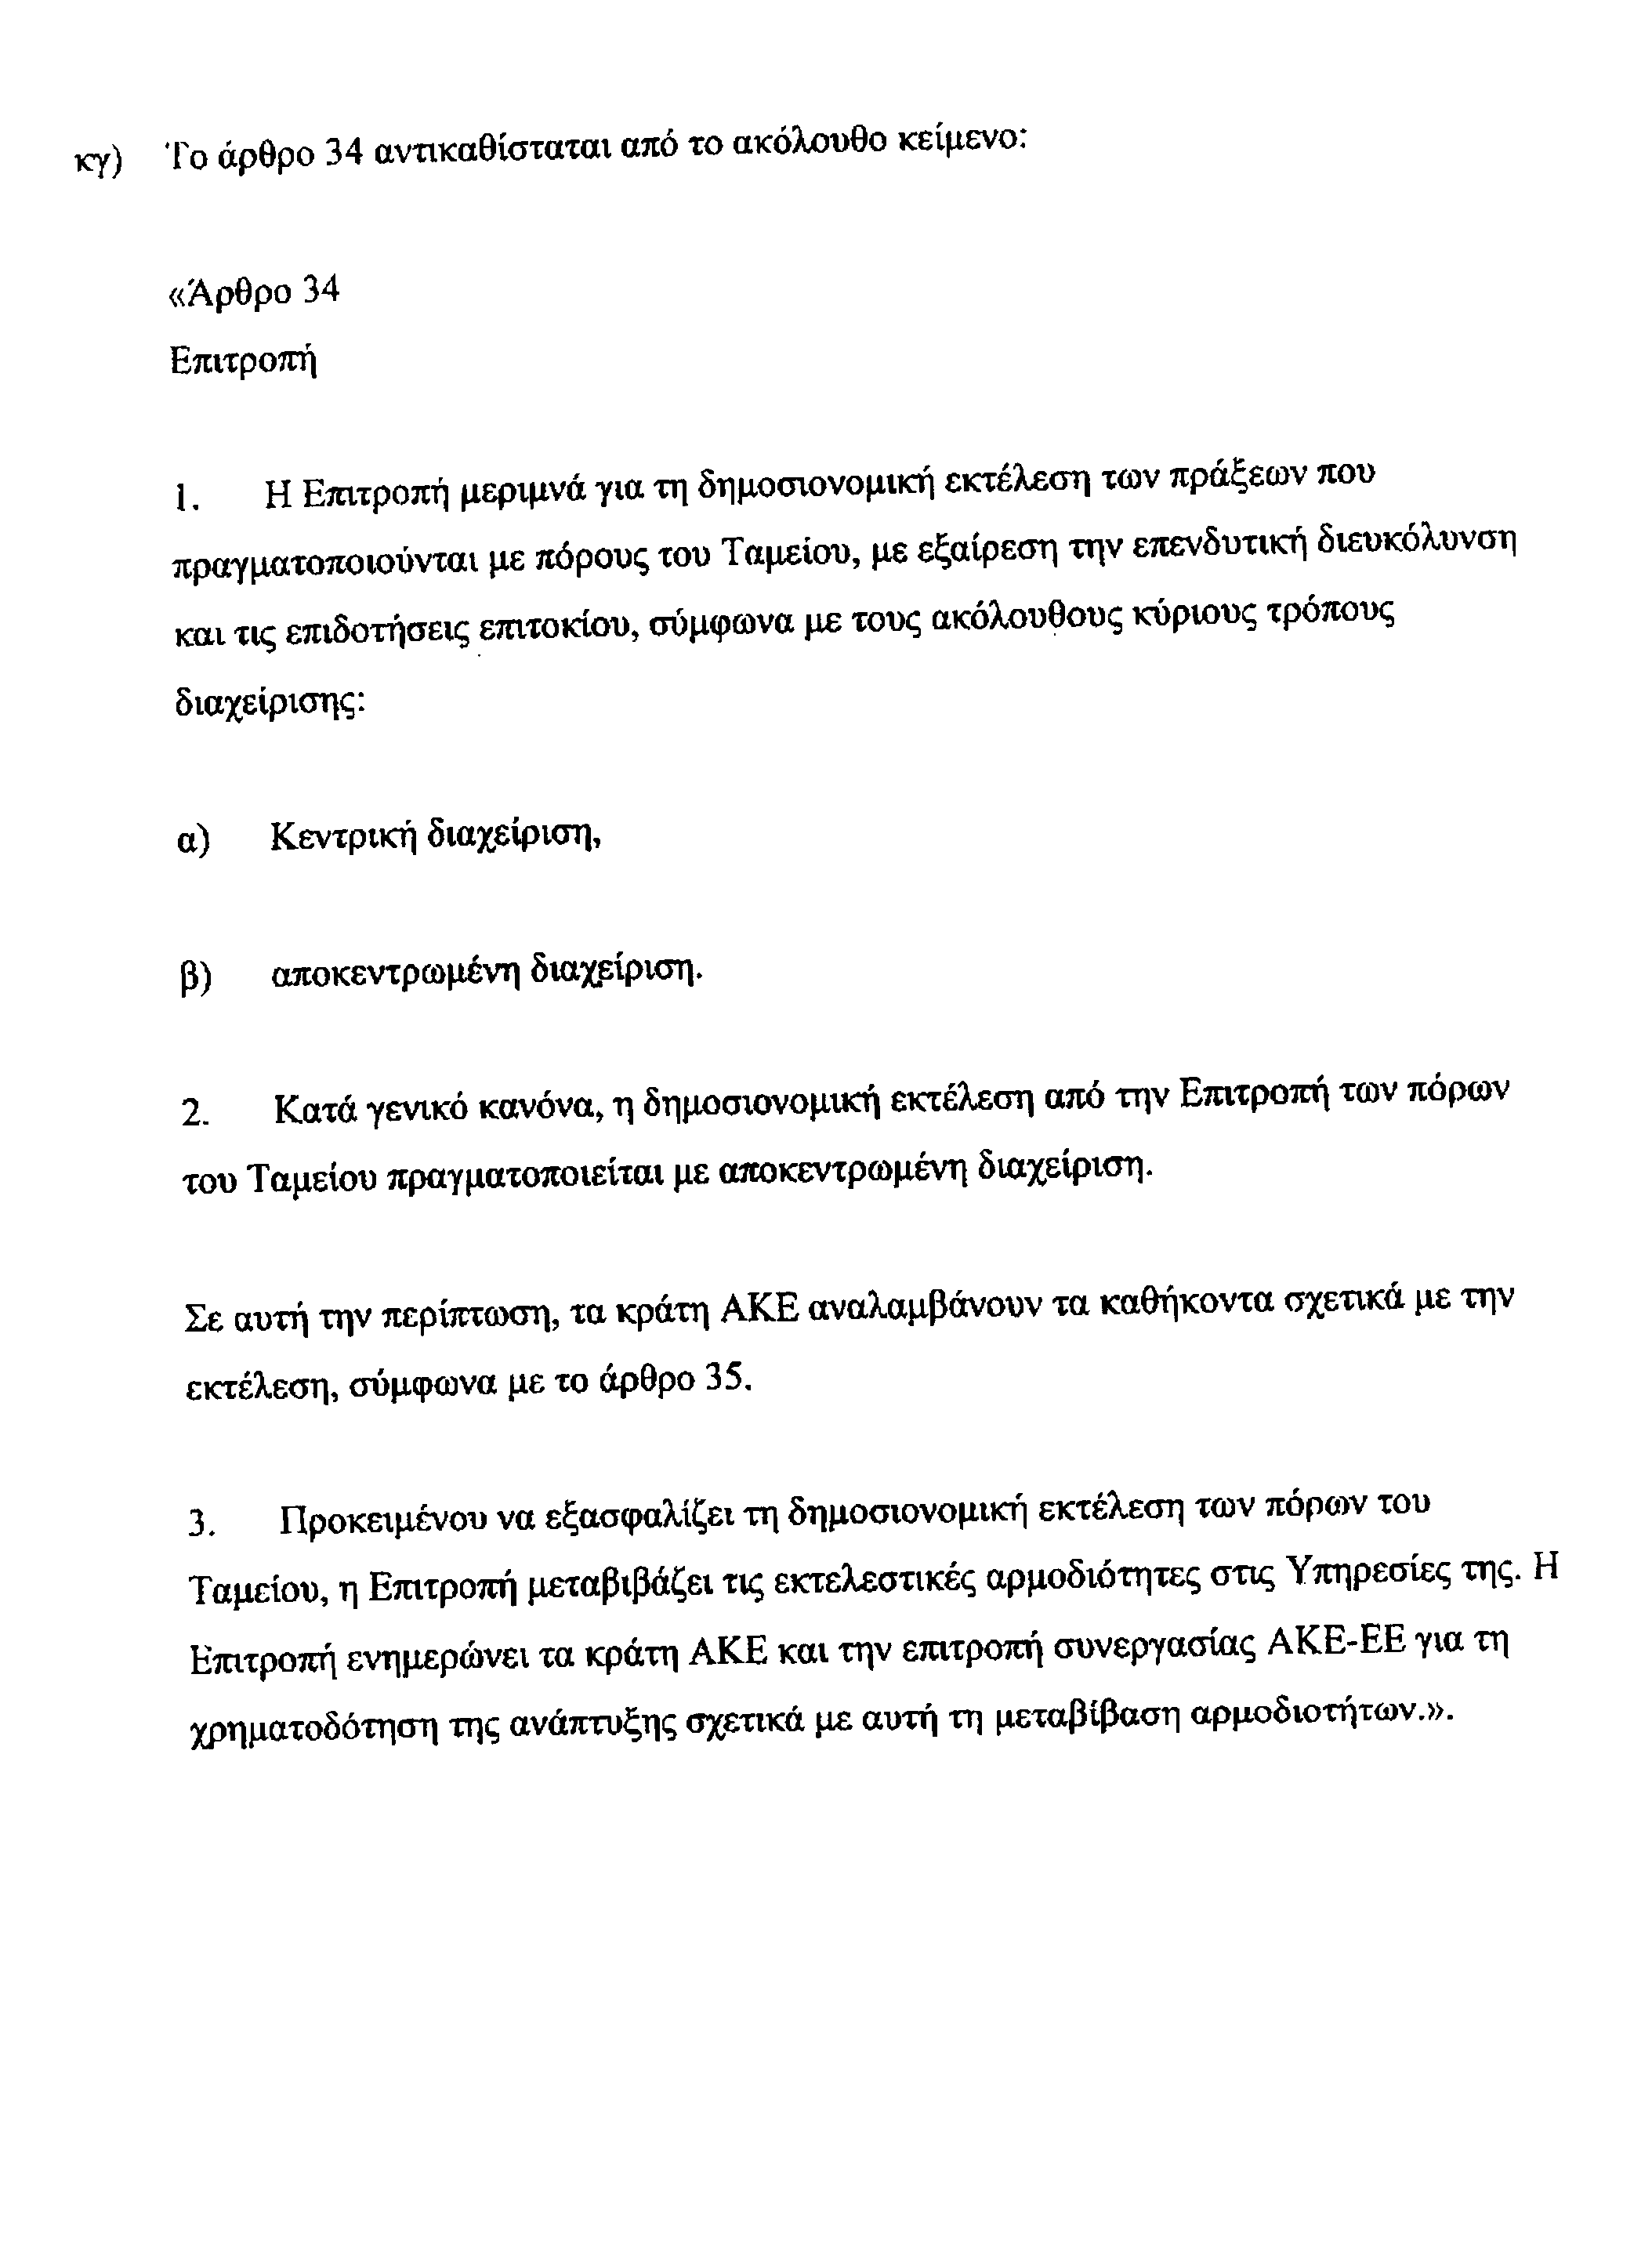 κγ) Το άρθρο 34 αντικαθίσταται από το ακόλουθο κείμενο:
«Άρθρο 34
Επιτροπή
1. Η Επιτροπή μεριμνά για τη δημοσιονομική εκτέλεση των πράξεων που
πραγματοποιούνται με πόρους του Ταμείου, με εξαίρεση την επενδυτική διευκόλυνση
και τις επιδοτήσεις επιτοκίου, σύμφωνα με τους ακόλουθους κύριους τρόπους
διαχείρισης:
α) Κεντρική διαχείριση,
β) αποκεντρωμένη διαχείριση.
2. Κατά γενικό κανόνα, η δημοσιονομική εκτέλεση από την Επιτροπή των πόρων
του Ταμείου πραγματοποιείται με αποκεντρωμένη διαχείριση.
Σε αυτή την περίπτωση, τα κράτη ΑΚΕ αναλαμβάνουν τα καθήκοντα σχετικά με την
εκτέλεση, σύμφωνα με το άρθρο 35.
3. Προκειμένου να εξασφαλίζει τη δημοσιονομική εκτέλεση των πόρων του
Ταμείου, η Επιτροπή μεταβιβάζει τις εκτελεστικές αρμοδιότητες στις Υπηρεσίες της. Η
Επιτροπή ενημερώνει τα κράτη ΑΚΕ και την επιτροπή συνεργασίας ΑΚΕ-ΕΕ για τη
χρηματοδότηση της ανάπτυξης σχετικά με αυτή τη μεταβίβαση αρμοδιοτήτων.».